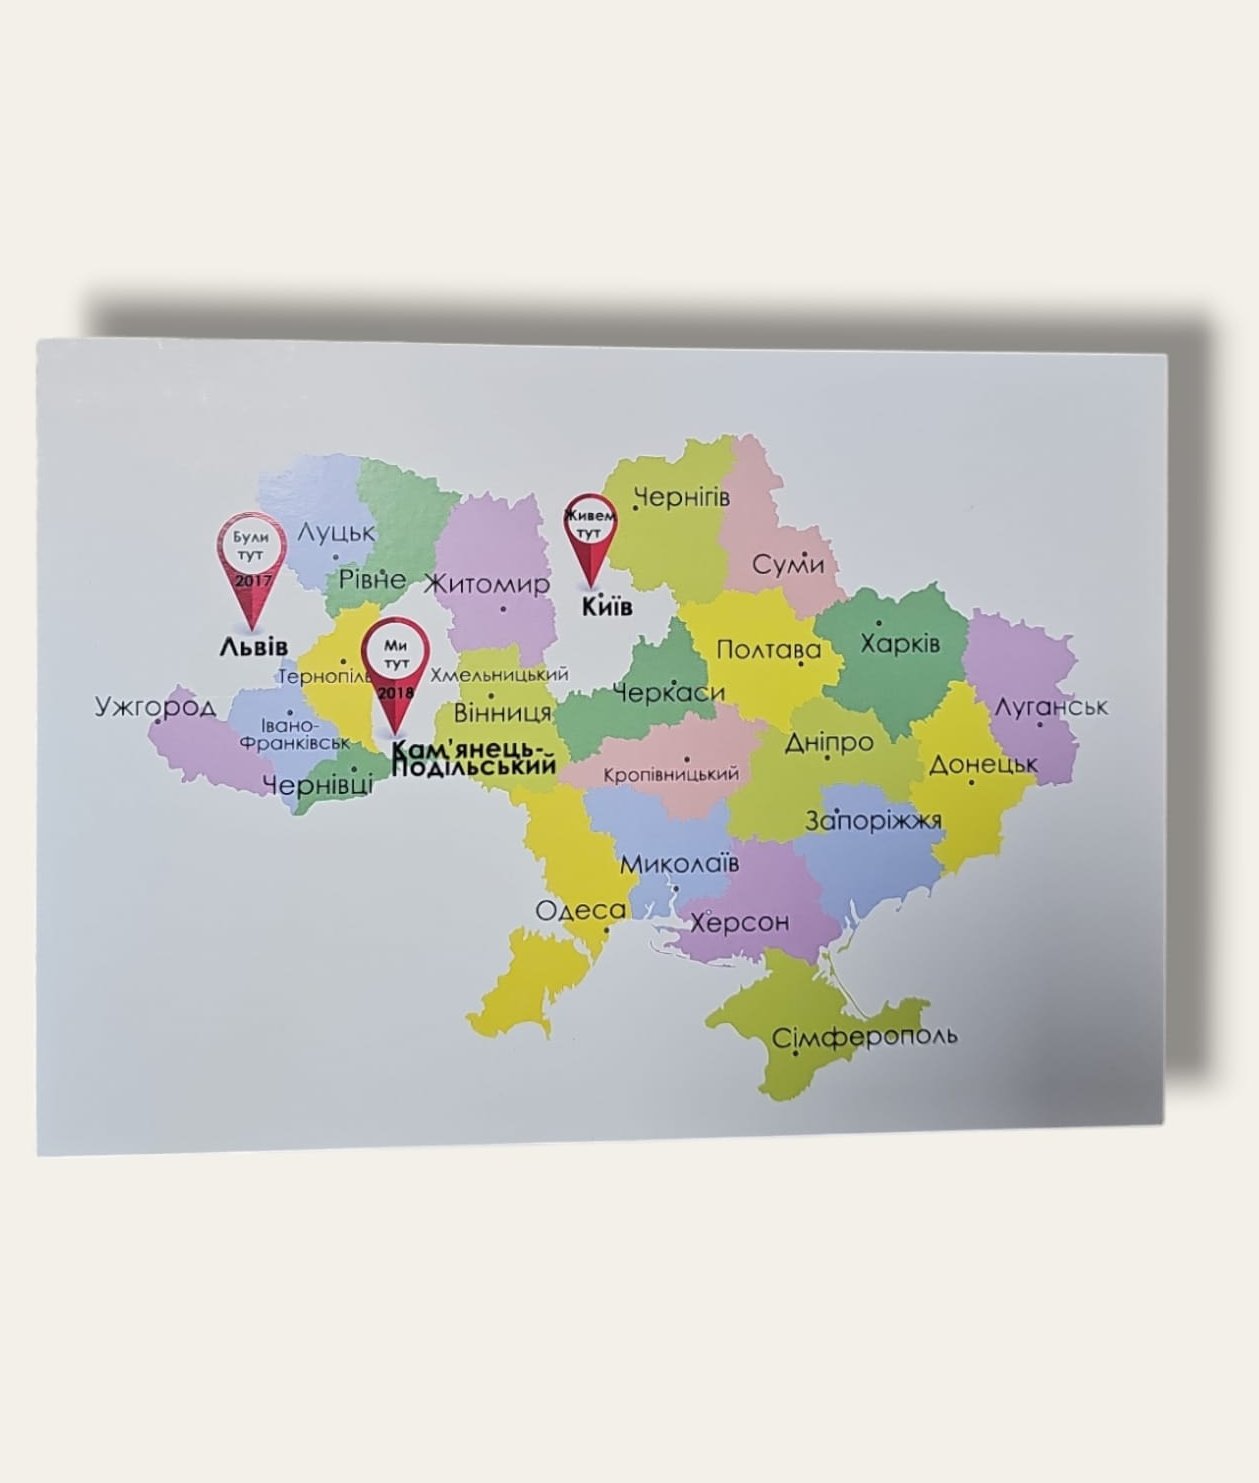 Чернігів
Живем
тут
Київ
Суми
Були
тут
2017
Львів
Луцьк
Рівне
Житомир
Ми
тут
2018
Кам'янець-
Подільський
Тернопіль
Хмельницький
Вінниця
Полтава
Харків
Черкаси
Ужгород
Івано-
Франківськ
Чернівці
Луганськ
Дніпро
Донецьк
Кропівницький
Запоріжжя
Миколаїв
Одеса
Херсон
Сімферополь